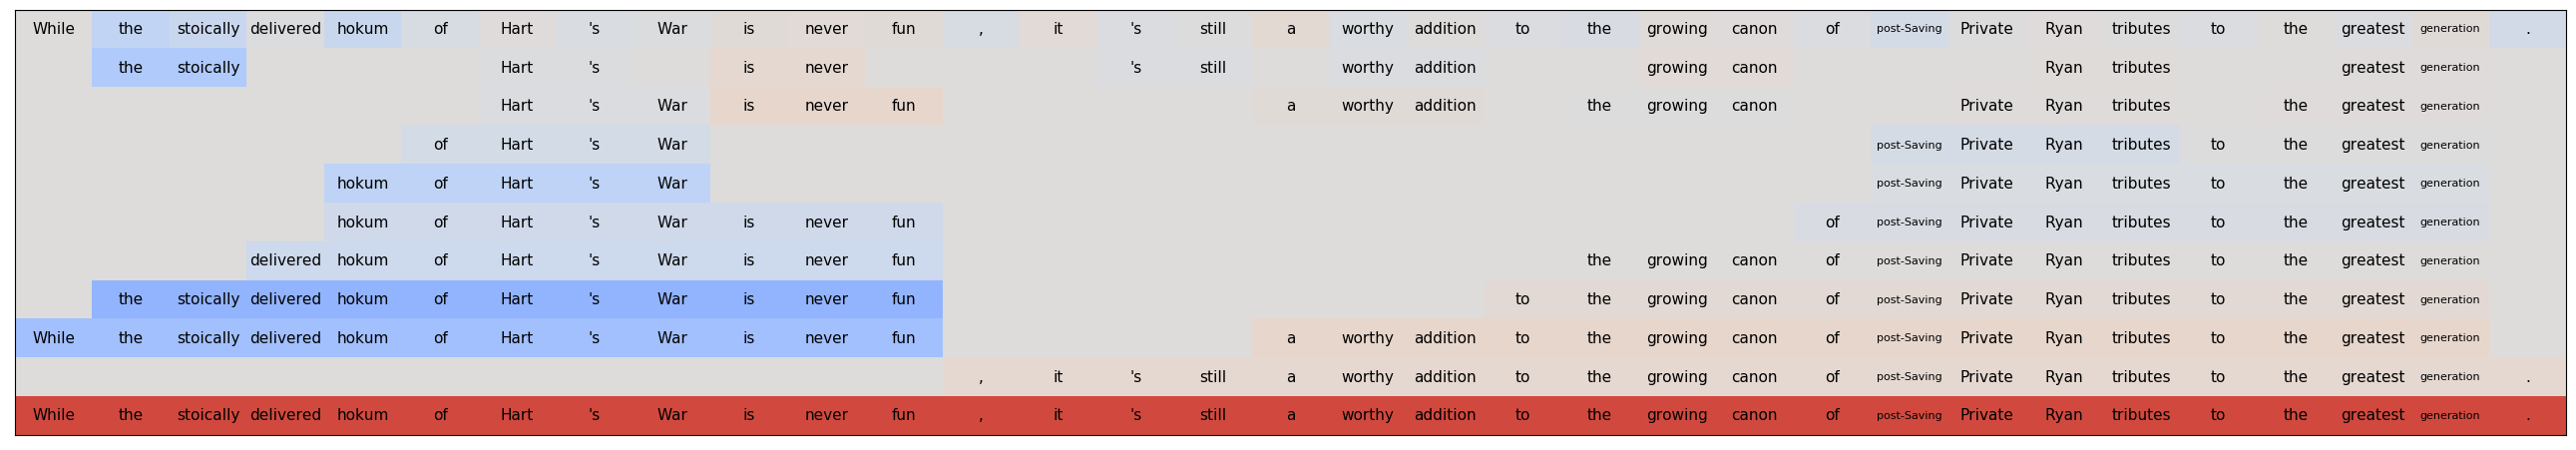 While the stoically delivered hokum of Hart 's War is never fun , it 's still a worthy addition to the growing canon of post-Saving Private Ryan tributes to the greatest generation .
the stoically Hart 's is never 's still worthy addition growing canon Ryan tributes greatest generation
Hart 's War is never fun a worthy addition the growing canon Private Ryan tributes the greatest generation
of Hart 's War post-Saving Private Ryan tributes to the greatest generation
hokum of Hart 's War post-Saving Private Ryan tributes to the greatest generation
hokum of Hart 's War is never fun of post-Saving Private Ryan tributes to the greatest generation
delivered hokum of Hart 's War is never fun the growing canon of post-Saving Private Ryan tributes to the greatest generation
the stoically delivered hokum of Hart 's War is never fun to the growing canon of post-Saving Private Ryan tributes to the greatest generation
While the stoically delivered hokum of Hart 's War is never fun a worthy addition to the growing canon of post-Saving Private Ryan tributes to the greatest generation
, it 's still a worthy addition to the growing canon of post-Saving Private Ryan tributes to the greatest generation .
While the stoically delivered hokum of Hart 's War is never fun , it 's still a worthy addition to the growing canon of post-Saving Private Ryan tributes to the greatest generation .